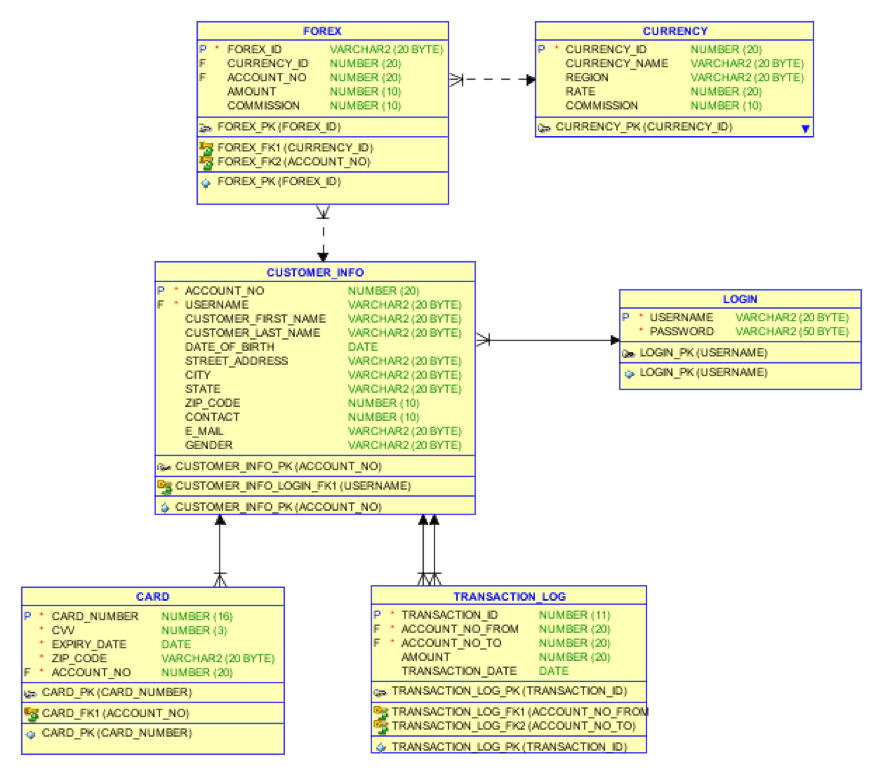 FOREX
P * FOREX_ID VARCHAR2 (20 BYTE)
F CURRENCY_ID NUMBER (20)
F ACCOUNT_NO NUMBER (20)
AMOUNT NUMBER (10)
COMMISSION NUMBER (10)
FOREX_PK (FOREX_ID)
FOREX_FK1 (CURRENCY_ID)
FOREX_FK2 (ACCOUNT_NO)
FOREX_PK (FOREX_ID)
CURRENCY
P * CURRENCY_ID NUMBER (20)
CURRENCY_NAME VARCHAR2 (20 BYTE)
REGION VARCHAR2 (20 BYTE)
RATE NUMBER (20)
COMMISSION NUMBER (10)
CURRENCY_PK (CURRENCY_ID)
CUSTOMER_INFO
P * ACCOUNT_NO NUMBER (20)
F * USERNAME VARCHAR2 (20 BYTE)
CUSTOMER_FIRST_NAME VARCHAR2 (20 BYTE)
CUSTOMER_LAST_NAME VARCHAR2 (20 BYTE)
DATE_OF_BIRTH DATE
STREET_ADDRESS VARCHAR2 (20 BYTE)
CITY VARCHAR2 (20 BYTE)
STATE VARCHAR2 (20 BYTE)
ZIP_CODE NUMBER (10)
CONTACT NUMBER (10)
E_MAIL VARCHAR2 (20 BYTE)
GENDER VARCHAR2 (20 BYTE)
CUSTOMER_INFO_PK (ACCOUNT_NO)
CUSTOMER_INFO_LOGIN_FK1 (USERNAME)
CUSTOMER_INFO_PK (ACCOUNT_NO)
LOGIN
P * USERNAME VARCHAR2 (20 BYTE)
* PASSWORD VARCHAR2 (50 BYTE)
LOGIN_PK (USERNAME)
LOGIN_PK (USERNAME)
CARD
P * CARD_NUMBER NUMBER (16)
* CVV NUMBER (3)
* EXPIRY_DATE DATE
* ZIP_CODE VARCHAR2 (20 BYTE)
F * ACCOUNT_NO NUMBER (20)
CARD_PK (CARD_NUMBER)
CARD_FK1 (ACCOUNT_NO)
CARD_PK (CARD_NUMBER)
TRANSACTION_LOG
P * TRANSACTION_ID NUMBER (11)
F * ACCOUNT_NO_FROM NUMBER (20)
F * ACCOUNT_NO_TO NUMBER (20)
AMOUNT NUMBER (20)
TRANSACTION_DATE DATE
TRANSACTION_LOG_PK (TRANSACTION_ID)
TRANSACTION_LOG_FK1 (ACCOUNT_NO_FROM
TRANSACTION_LOG_FK2 (ACCOUNT_NO_TO)
TRANSACTION_LOG_PK (TRANSACTION_ID)